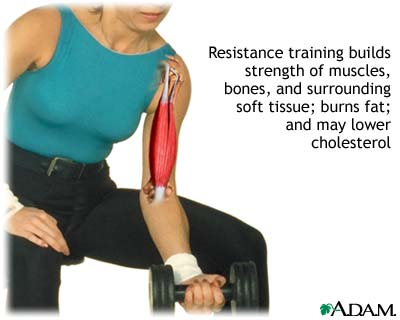 Resistance training builds
strength of muscles,
bones, and surrounding
soft tissue; burns fat;
and may lower
cholesterol
A.D.A.M.